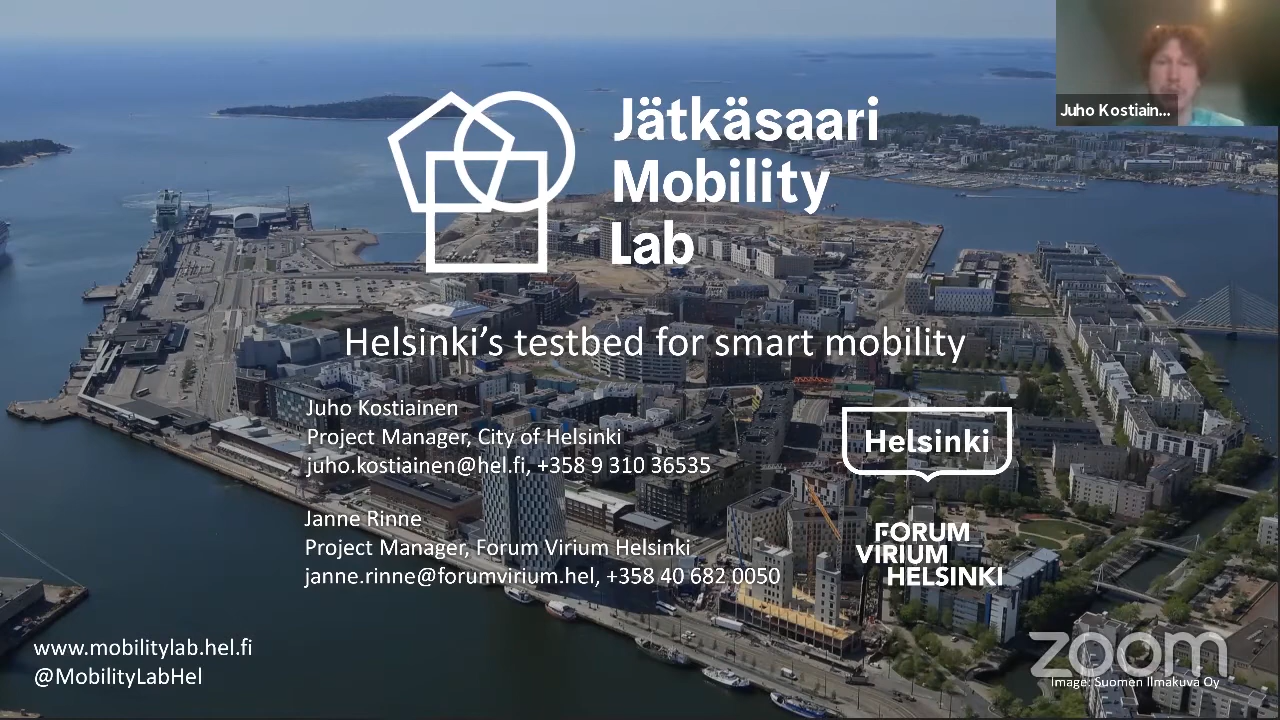 Juho Kostiain...
Jätkäsaari
Mobility
Lab
Helsinki's testbed for smart mobility
Juho Kostiainen
Project Manager, City of Helsinki
juho.kostiainen@hel.fi, +358 9 310 36535
Helsinki
Janne Rinne
Project Manager, Forum Virium Helsinki
janne.rinne@forumvirium.hel, +358 40 682 0050
FORUM
VIRIUM
HELSINKI
www.mobilitylab.hel.fi
@MobilityLabHel
zoom
Image: Suomen Ilmakuva Oy